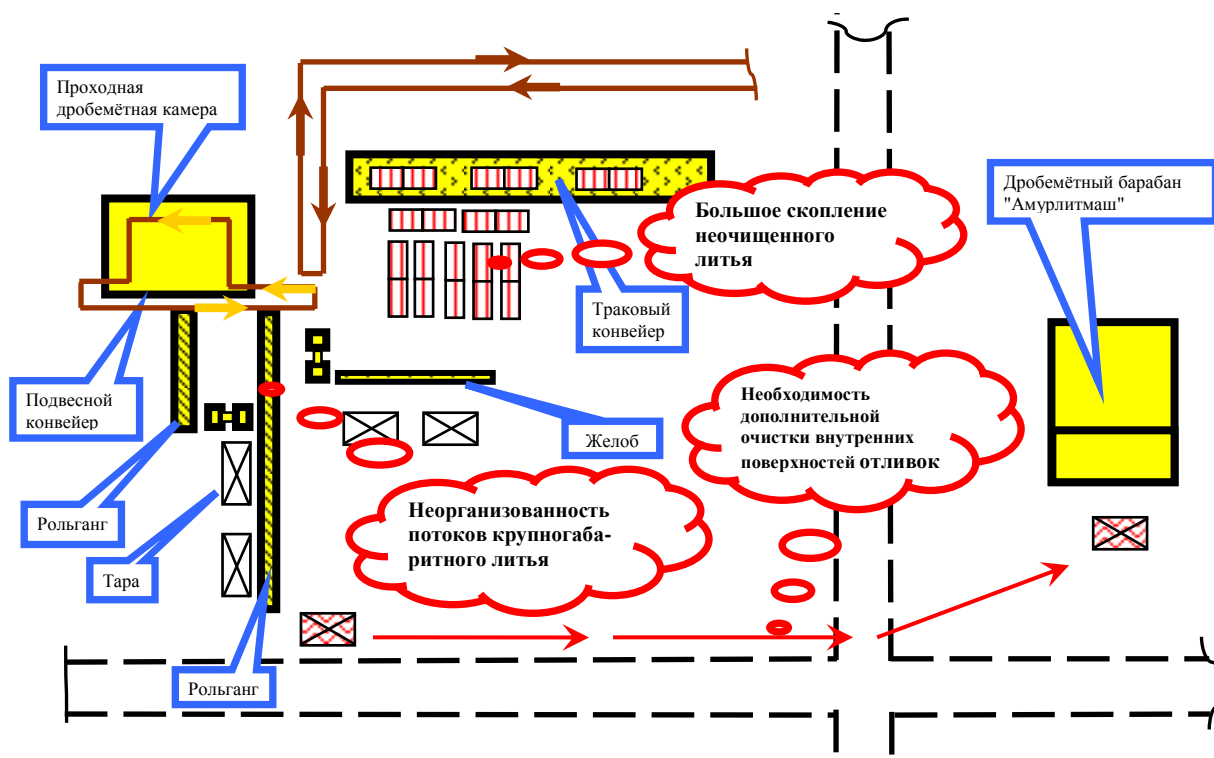 Проходная
дробемётная камера
Большое скопление
неочищенного
литья
Дробемётный барабан
"Амурлитмаш"
Траковый
конвейер
Подвесной
конвейер
Желоб
Необходимость
дополнительной
очистки внутренних
поверхностей отливок
Рольганг
Неорганизованность
потоков крупногаба-
ритного литья
Тара
Рольганг